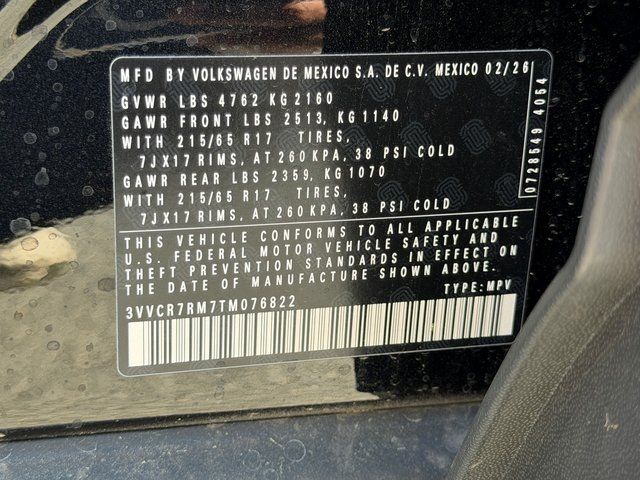 MFD BY VOLKSWAGEN DE MEXICO S.A. DE C.V. MEXICO 02/26
GVWR LBS 4762 KG 2160
GAWR FRONT LBS 2513, KG 1140
WITH 215/65 R17 TIRES,
7JX17 RIMS, AT 260 KPA, 38 PSI COLD
GAWR REAR LBS 2359, KG 1070
WITH 215/65 R17 TIRES,
7JX17 RIMS, AT 260 KPA, 38 PSI COLD
0728549 4054
THIS VEHICLE CONFORMS TO ALL APPLICABLE
U.S. FEDERAL MOTOR VEHICLE SAFETY AND
THEFT PREVENTION STANDARDS IN EFFECT ON
THE DATE OF MANUFACTURE SHOWN ABOVE.
TYPE: MPV
3VVCR7RM7TM076822